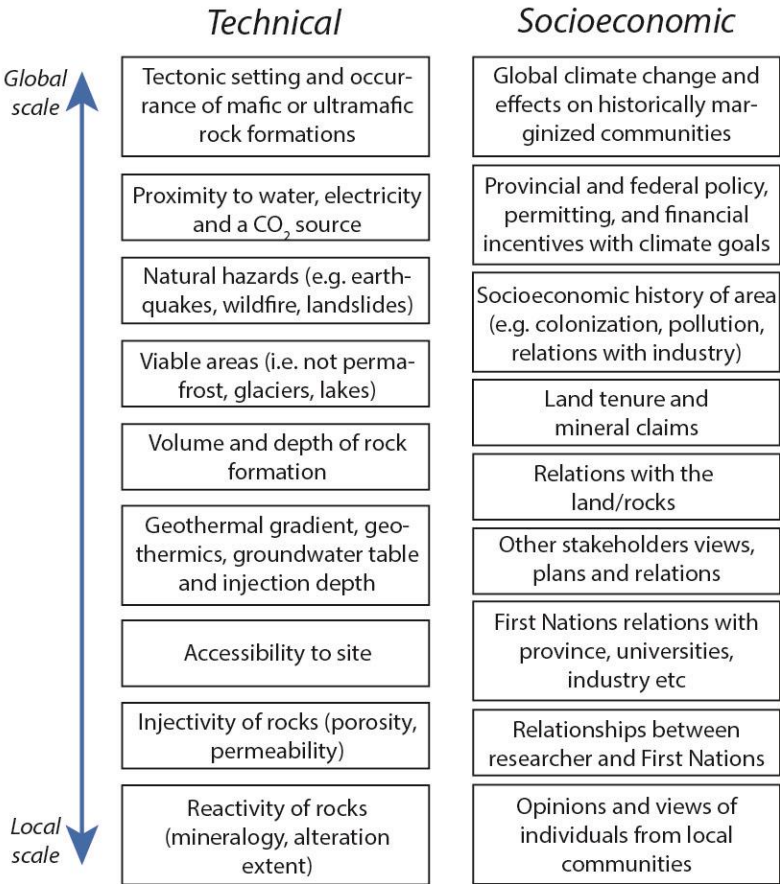 Technical
Socioeconomic
Global
scale
Tectonic setting and occur-
rance of mafic or ultramafic
rock formations
Proximity to water, electricity
and a CO₂ source
Natural hazards (e.g. earth-
quakes, wildfire, landslides)
Viable areas (i.e. not perma-
frost, glaciers, lakes)
Volume and depth of rock
formation
Geothermal gradient, geo-
thermics, groundwater table
and injection depth
Accessibility to site
Injectivity of rocks (porosity,
permeability)
Reactivity of rocks
(mineralogy, alteration
extent)
Global climate change and
effects on historically mar-
ginized communities
Provincial and federal policy,
permitting, and financial
incentives with climate goals
Socioeconomic history of area
(e.g. colonization, pollution,
relations with industry)
Land tenure and
mineral claims
Relations with the
land/rocks
Other stakeholders views,
plans and relations
First Nations relations with
province, universities,
industry etc
Relationships between
researcher and First Nations
Opinions and views of
individuals from local
communities
Local
scale